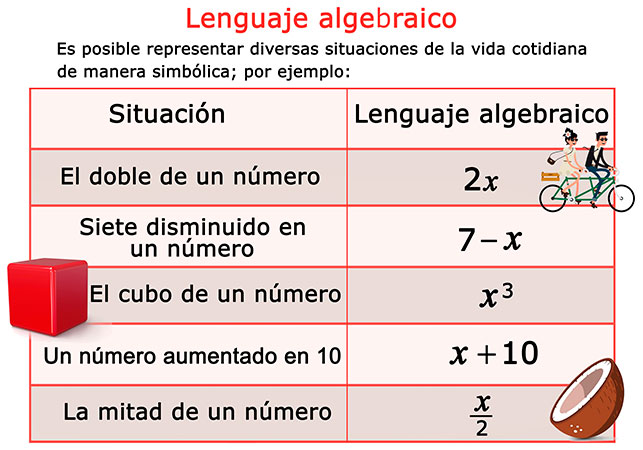 Lenguaje algebraico
Es posible representar diversas situaciones de la vida cotidiana
de manera simbólica; por ejemplo:
Situación
Lenguaje algebraico
El doble de un número
2x
Siete disminuido en
un número
7 – x
El cubo de un número
x³
Un número aumentado en 10
x + 10
La mitad de un número
x/2